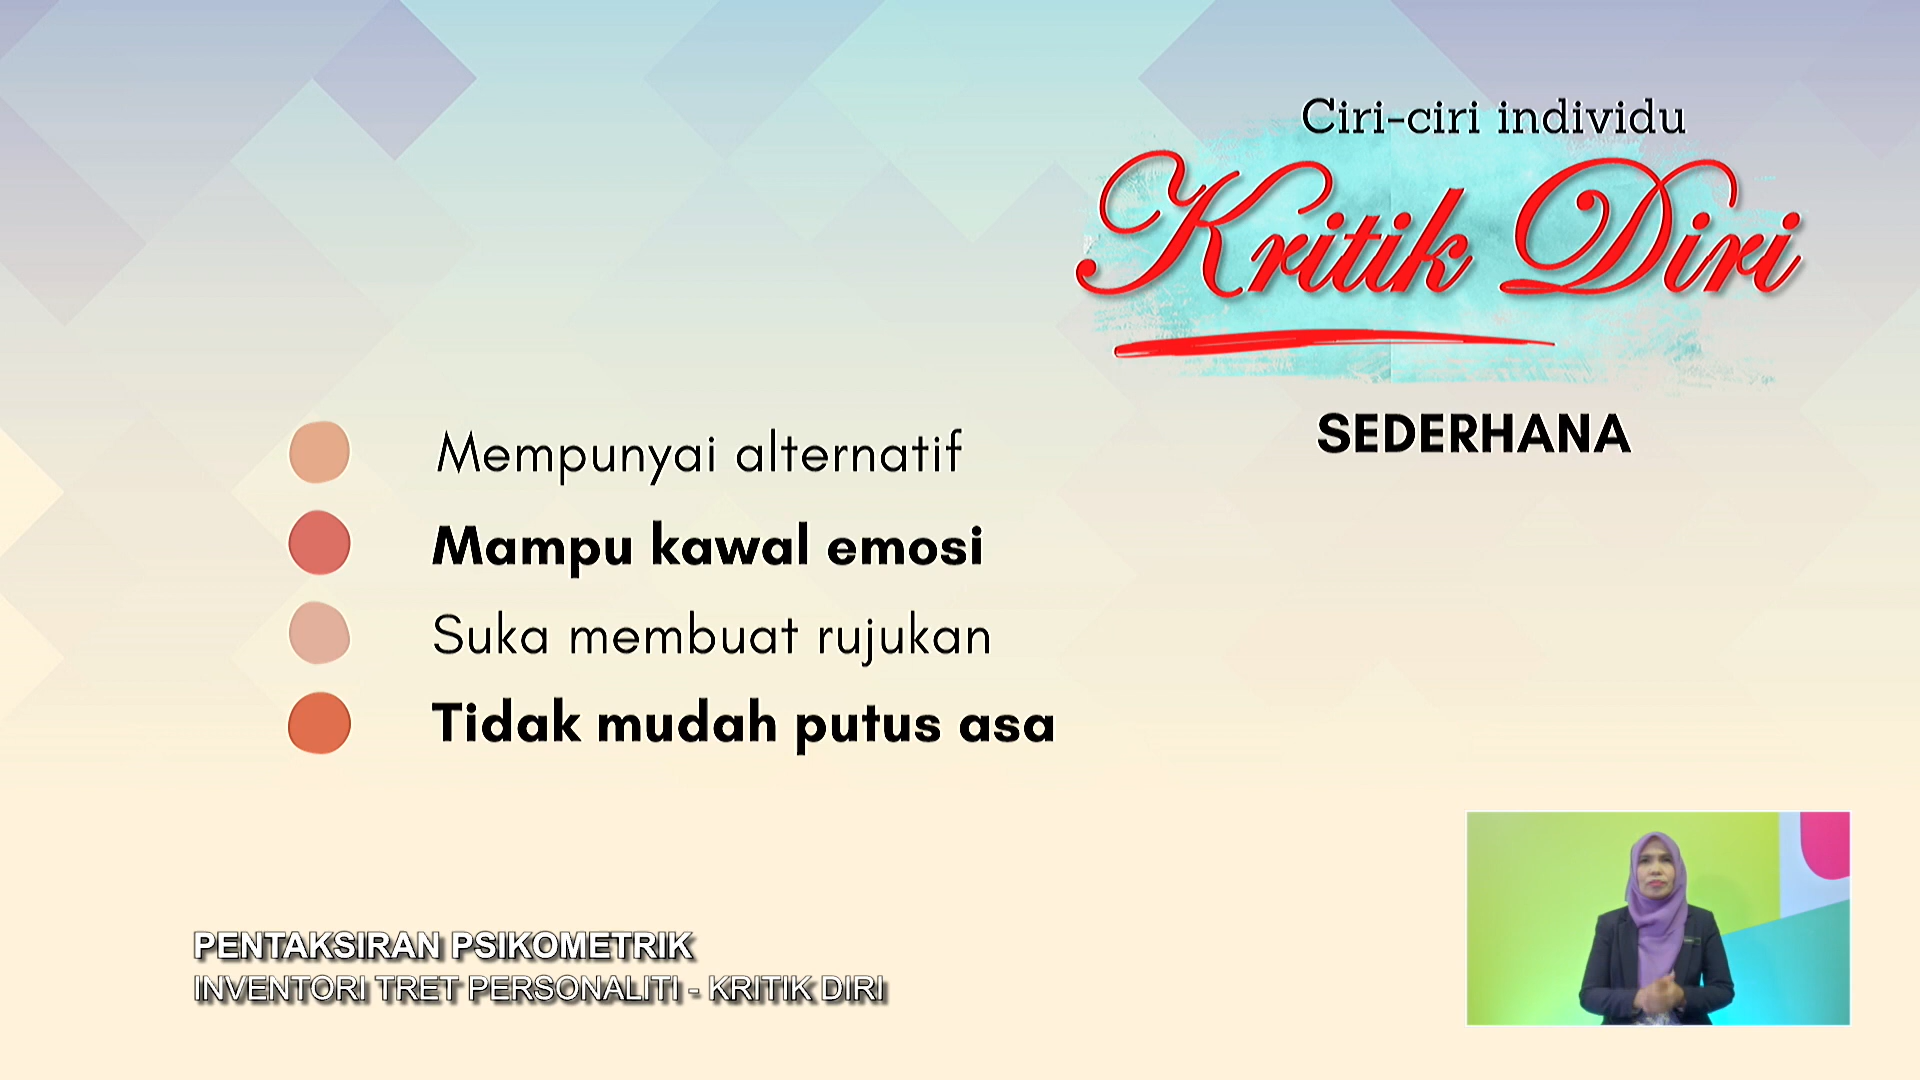 Ciri-ciri individu
Kritik Diri
SEDERHANA
Mempunyai alternatif
Mampu kawal emosi
Suka membuat rujukan
Tidak mudah putus asa
PENTAKSIRAN PSIKOMETRIK
INVENTORI TRET PERSONALITI - KRITIK DIRI